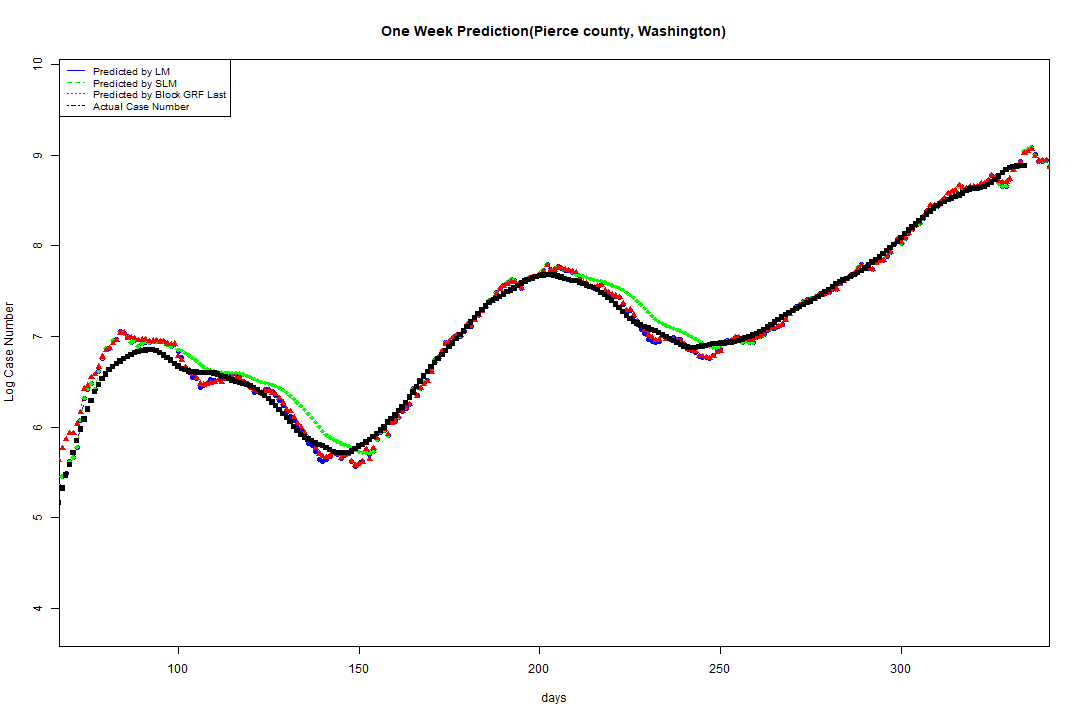 One Week Prediction(Pierce county, Washington)
Predicted by LM
Predicted by SLM
Predicted by Block GRF Last
Actual Case Number
10
9
8
7
6
5
4
Log Case Number
100 150 200 250 300
days